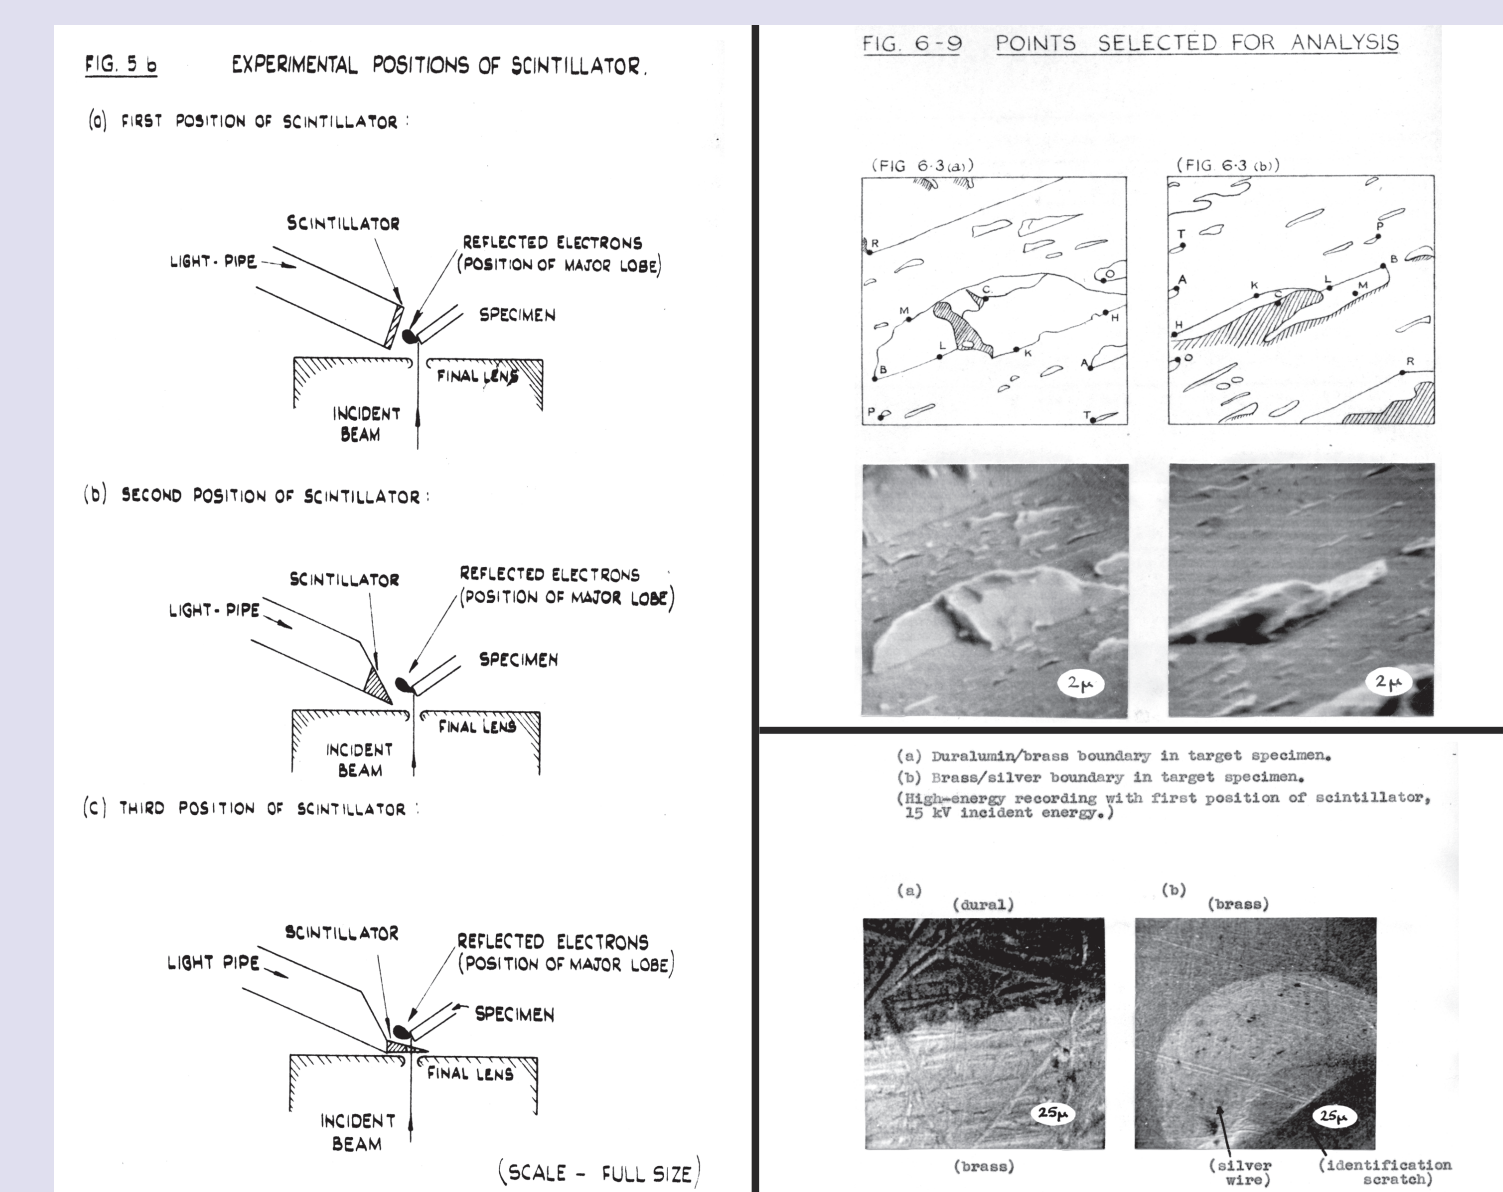 FIG. 5 b EXPERIMENTAL POSITIONS OF SCINTILLATOR.
(a) FIRST POSITION OF SCINTILLATOR :
SCINTILLATOR
LIGHT - PIPE
REFLECTED ELECTRONS
(POSITION OF MAJOR LOBE)
SPECIMEN
FINAL LENS
INCIDENT
BEAM
(b) SECOND POSITION OF SCINTILLATOR :
SCINTILLATOR
LIGHT - PIPE
REFLECTED ELECTRONS
(POSITION OF MAJOR LOBE)
SPECIMEN
FINAL LENS
INCIDENT
BEAM
(c) THIRD POSITION OF SCINTILLATOR :
SCINTILLATOR
LIGHT PIPE
REFLECTED ELECTRONS
(POSITION OF MAJOR LOBE)
SPECIMEN
FINAL LENS
INCIDENT
BEAM
(SCALE - FULL SIZE)
FIG. 6-9 POINTS SELECTED FOR ANALYSIS
(FIG 6·3(a))
R
O
C
M
H
L
K
B
A
P
T
(FIG 6·3 (b))
P
T
B
A
K
C
L
M
H
O
R
2μ
2μ
(a) Duralumin/brass boundary in target specimen.
(b) Brass/silver boundary in target specimen.
(High-energy recording with first position of scintillator,
15 kV incident energy.)
(a)
(dural)
25μ
(brass)
(b)
(brass)
25μ
(silver
wire)
(identification
scratch)